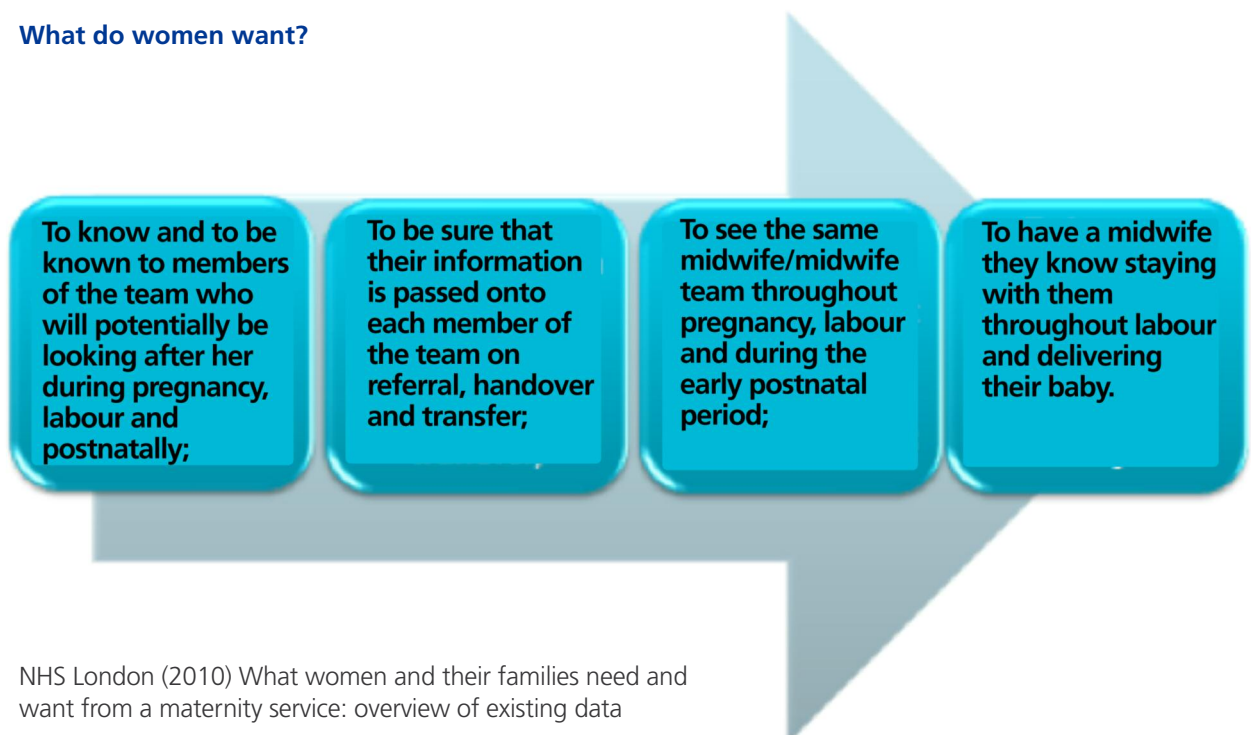 What do women want?
To know and to be
known to members
of the team who
will potentially be
looking after her
during pregnancy,
labour and
postnatally;
To be sure that
their information
is passed onto
each member of
the team on
referral, handover
and transfer;
To see the same
midwife/midwife
team throughout
pregnancy, labour
and during the
early postnatal
period;
To have a midwife
they know staying
with them
throughout labour
and delivering
their baby.
NHS London (2010) What women and their families need and
want from a maternity service: overview of existing data